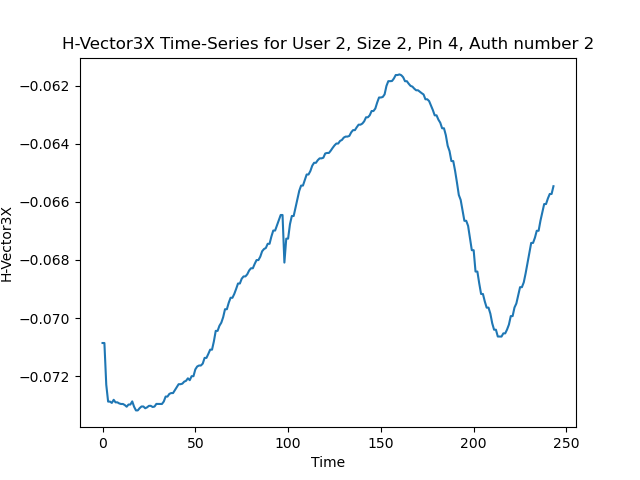 H-Vector3X Time-Series for User 2, Size 2, Pin 4, Auth number 2
−0.062
−0.064
−0.066
−0.068
−0.070
−0.072
H-Vector3X
0 50 100 150 200 250
Time